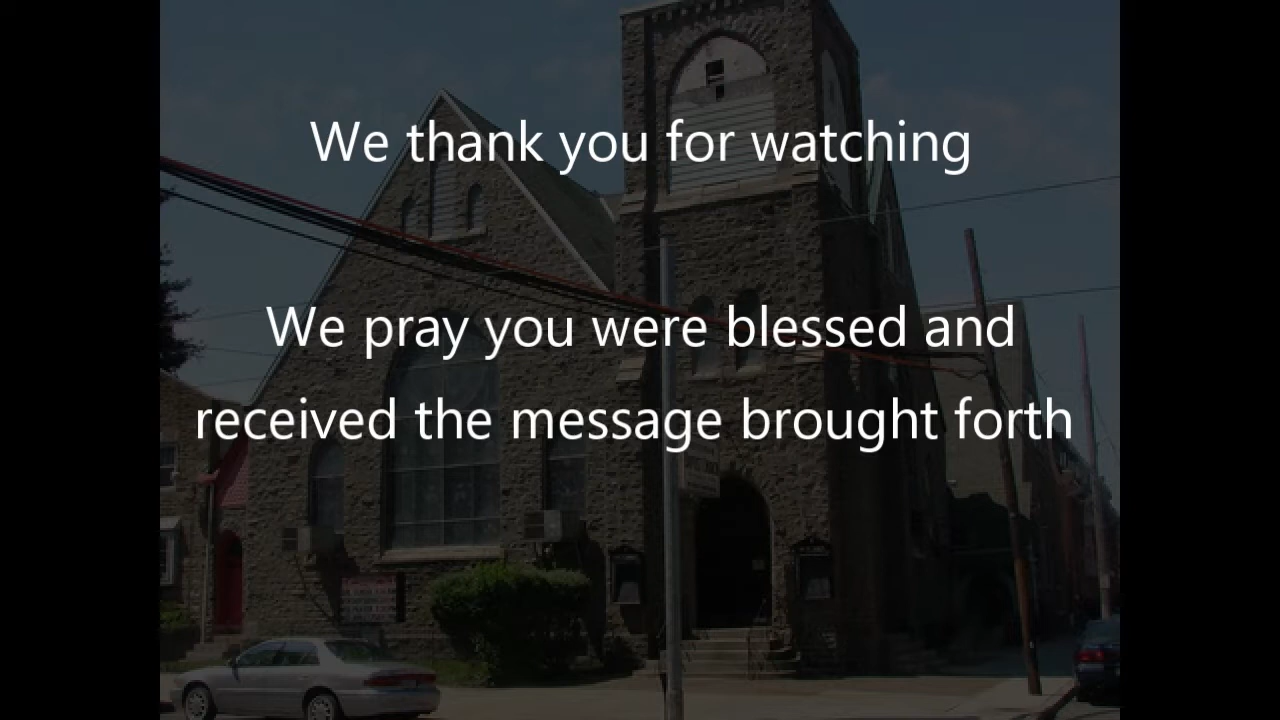 We thank you for watching
We pray you were blessed and
received the message brought forth